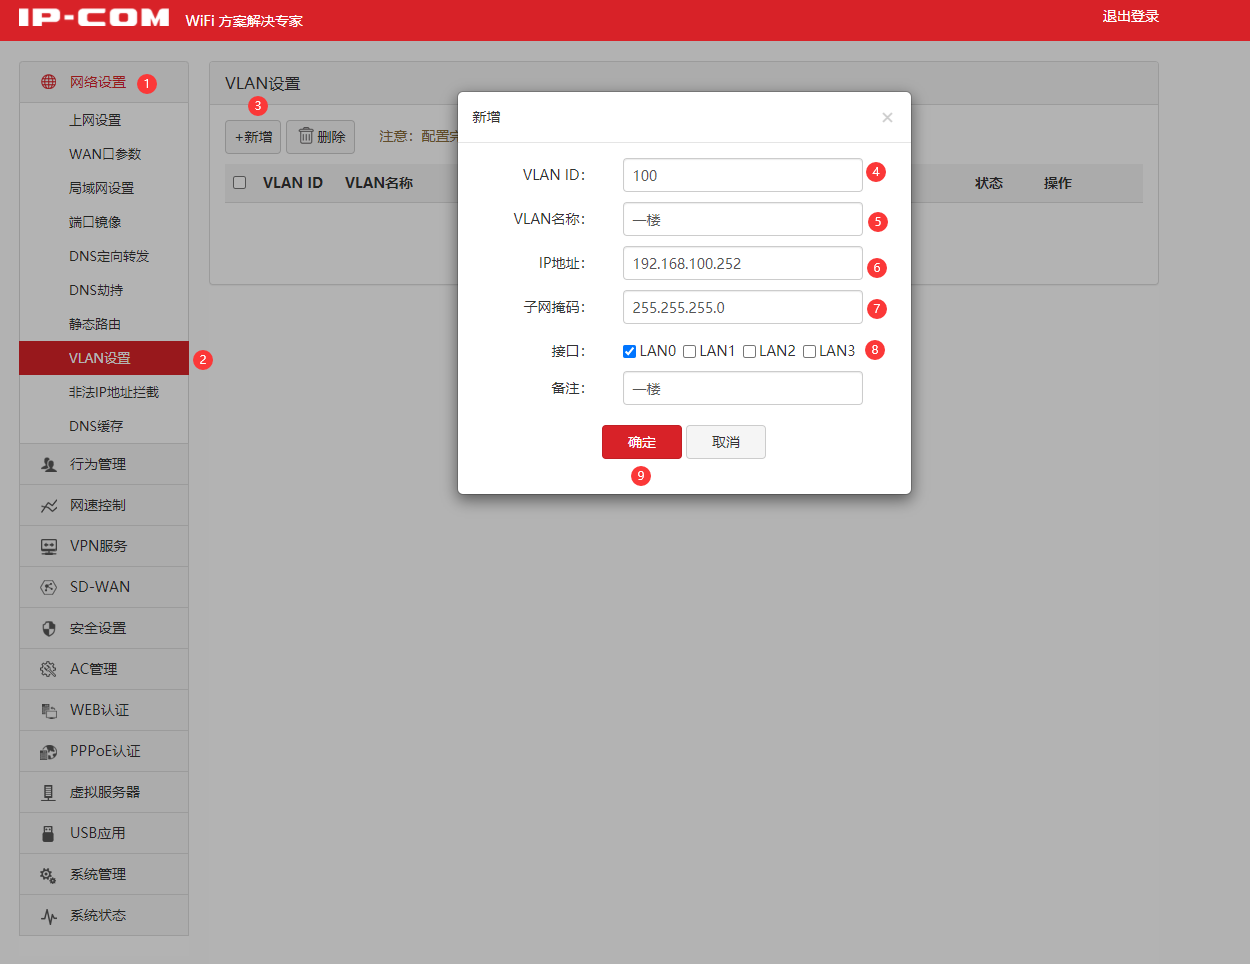 IP-COM WiFi 方案解决专家
退出登录
网络设置 1
上网设置
WAN口参数
局域网设置
端口镜像
DNS定向转发
DNS劫持
静态路由
VLAN设置 2
非法IP地址拦截
DNS缓存
行为管理
网速控制
VPN服务
SD-WAN
安全设置
AC管理
WEB认证
PPPoE认证
虚拟服务器
USB应用
系统管理
系统状态
VLAN设置
3
+新增 删除 注意：配置
VLAN ID VLAN名称 状态 操作
新增 ×
VLAN ID： 100 4
VLAN名称： 一楼 5
IP地址： 192.168.100.252 6
子网掩码： 255.255.255.0 7
接口： LAN0 LAN1 LAN2 LAN3 8
备注： 一楼
确定 取消
9